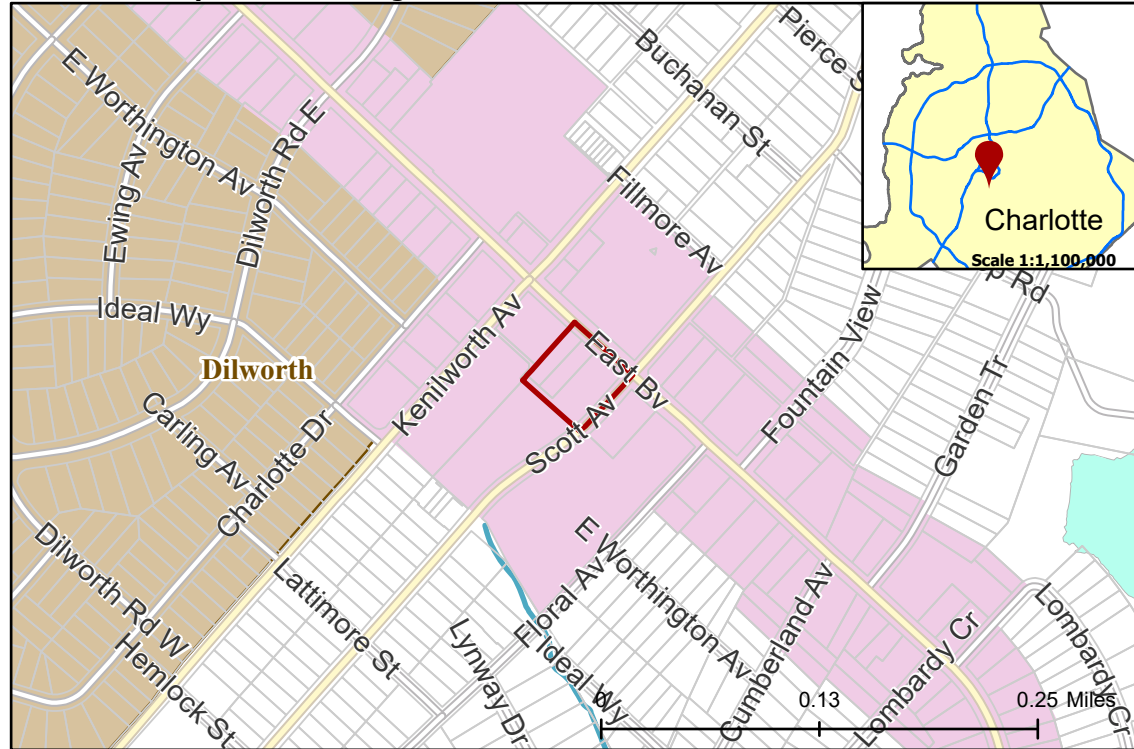 Pierce S
Buchanan St
E Worthington Av
Dilworth Rd E
Ewing Av
Fillmore Av
Charlotte
Scale 1:1,100,000
p Rd
Ideal Wy
Kenilworth Av
East Bv
Fountain View
Dilworth
Garden Tr
Carling Av
Charlotte Dr
Scott Av
Dilworth Rd W
E Worthington Av
Floral Av
Lattimore St
Cumberland Av
Lombardy Cr
Lombardy Cr
Hemlock St
Lynway Dr
E Ideal Wy
0 0.13 0.25 Miles